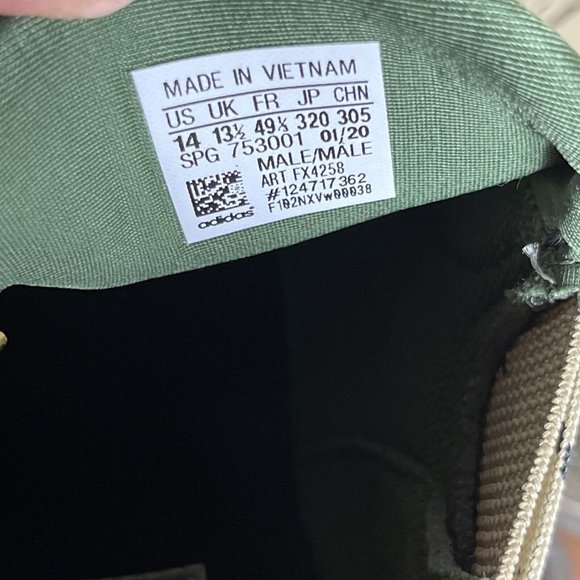 MADE IN VIETNAM
US UK FR JP CHN
14 13½ 49⅓ 320 305
SPG 753001 01/20
MALE/MÂLE
ART FX4258
#124717362
F102NXVw00038
adidas